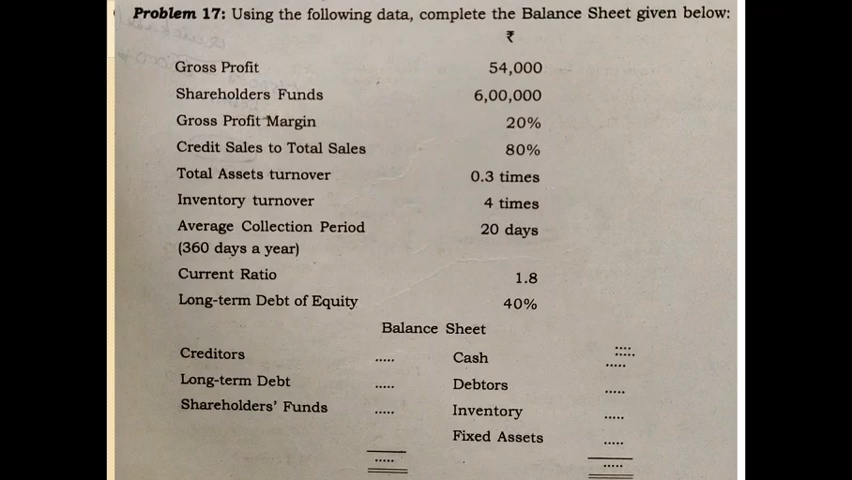 Problem 17: Using the following data, complete the Balance Sheet given below:
₹
Gross Profit 54,000
Shareholders Funds 6,00,000
Gross Profit Margin 20%
Credit Sales to Total Sales 80%
Total Assets turnover 0.3 times
Inventory turnover 4 times
Average Collection Period 20 days
(360 days a year)
Current Ratio 1.8
Long-term Debt of Equity 40%
Balance Sheet
Creditors ..... Cash .....
Long-term Debt ..... Debtors .....
Shareholders' Funds ..... Inventory .....
Fixed Assets .....
..... .....